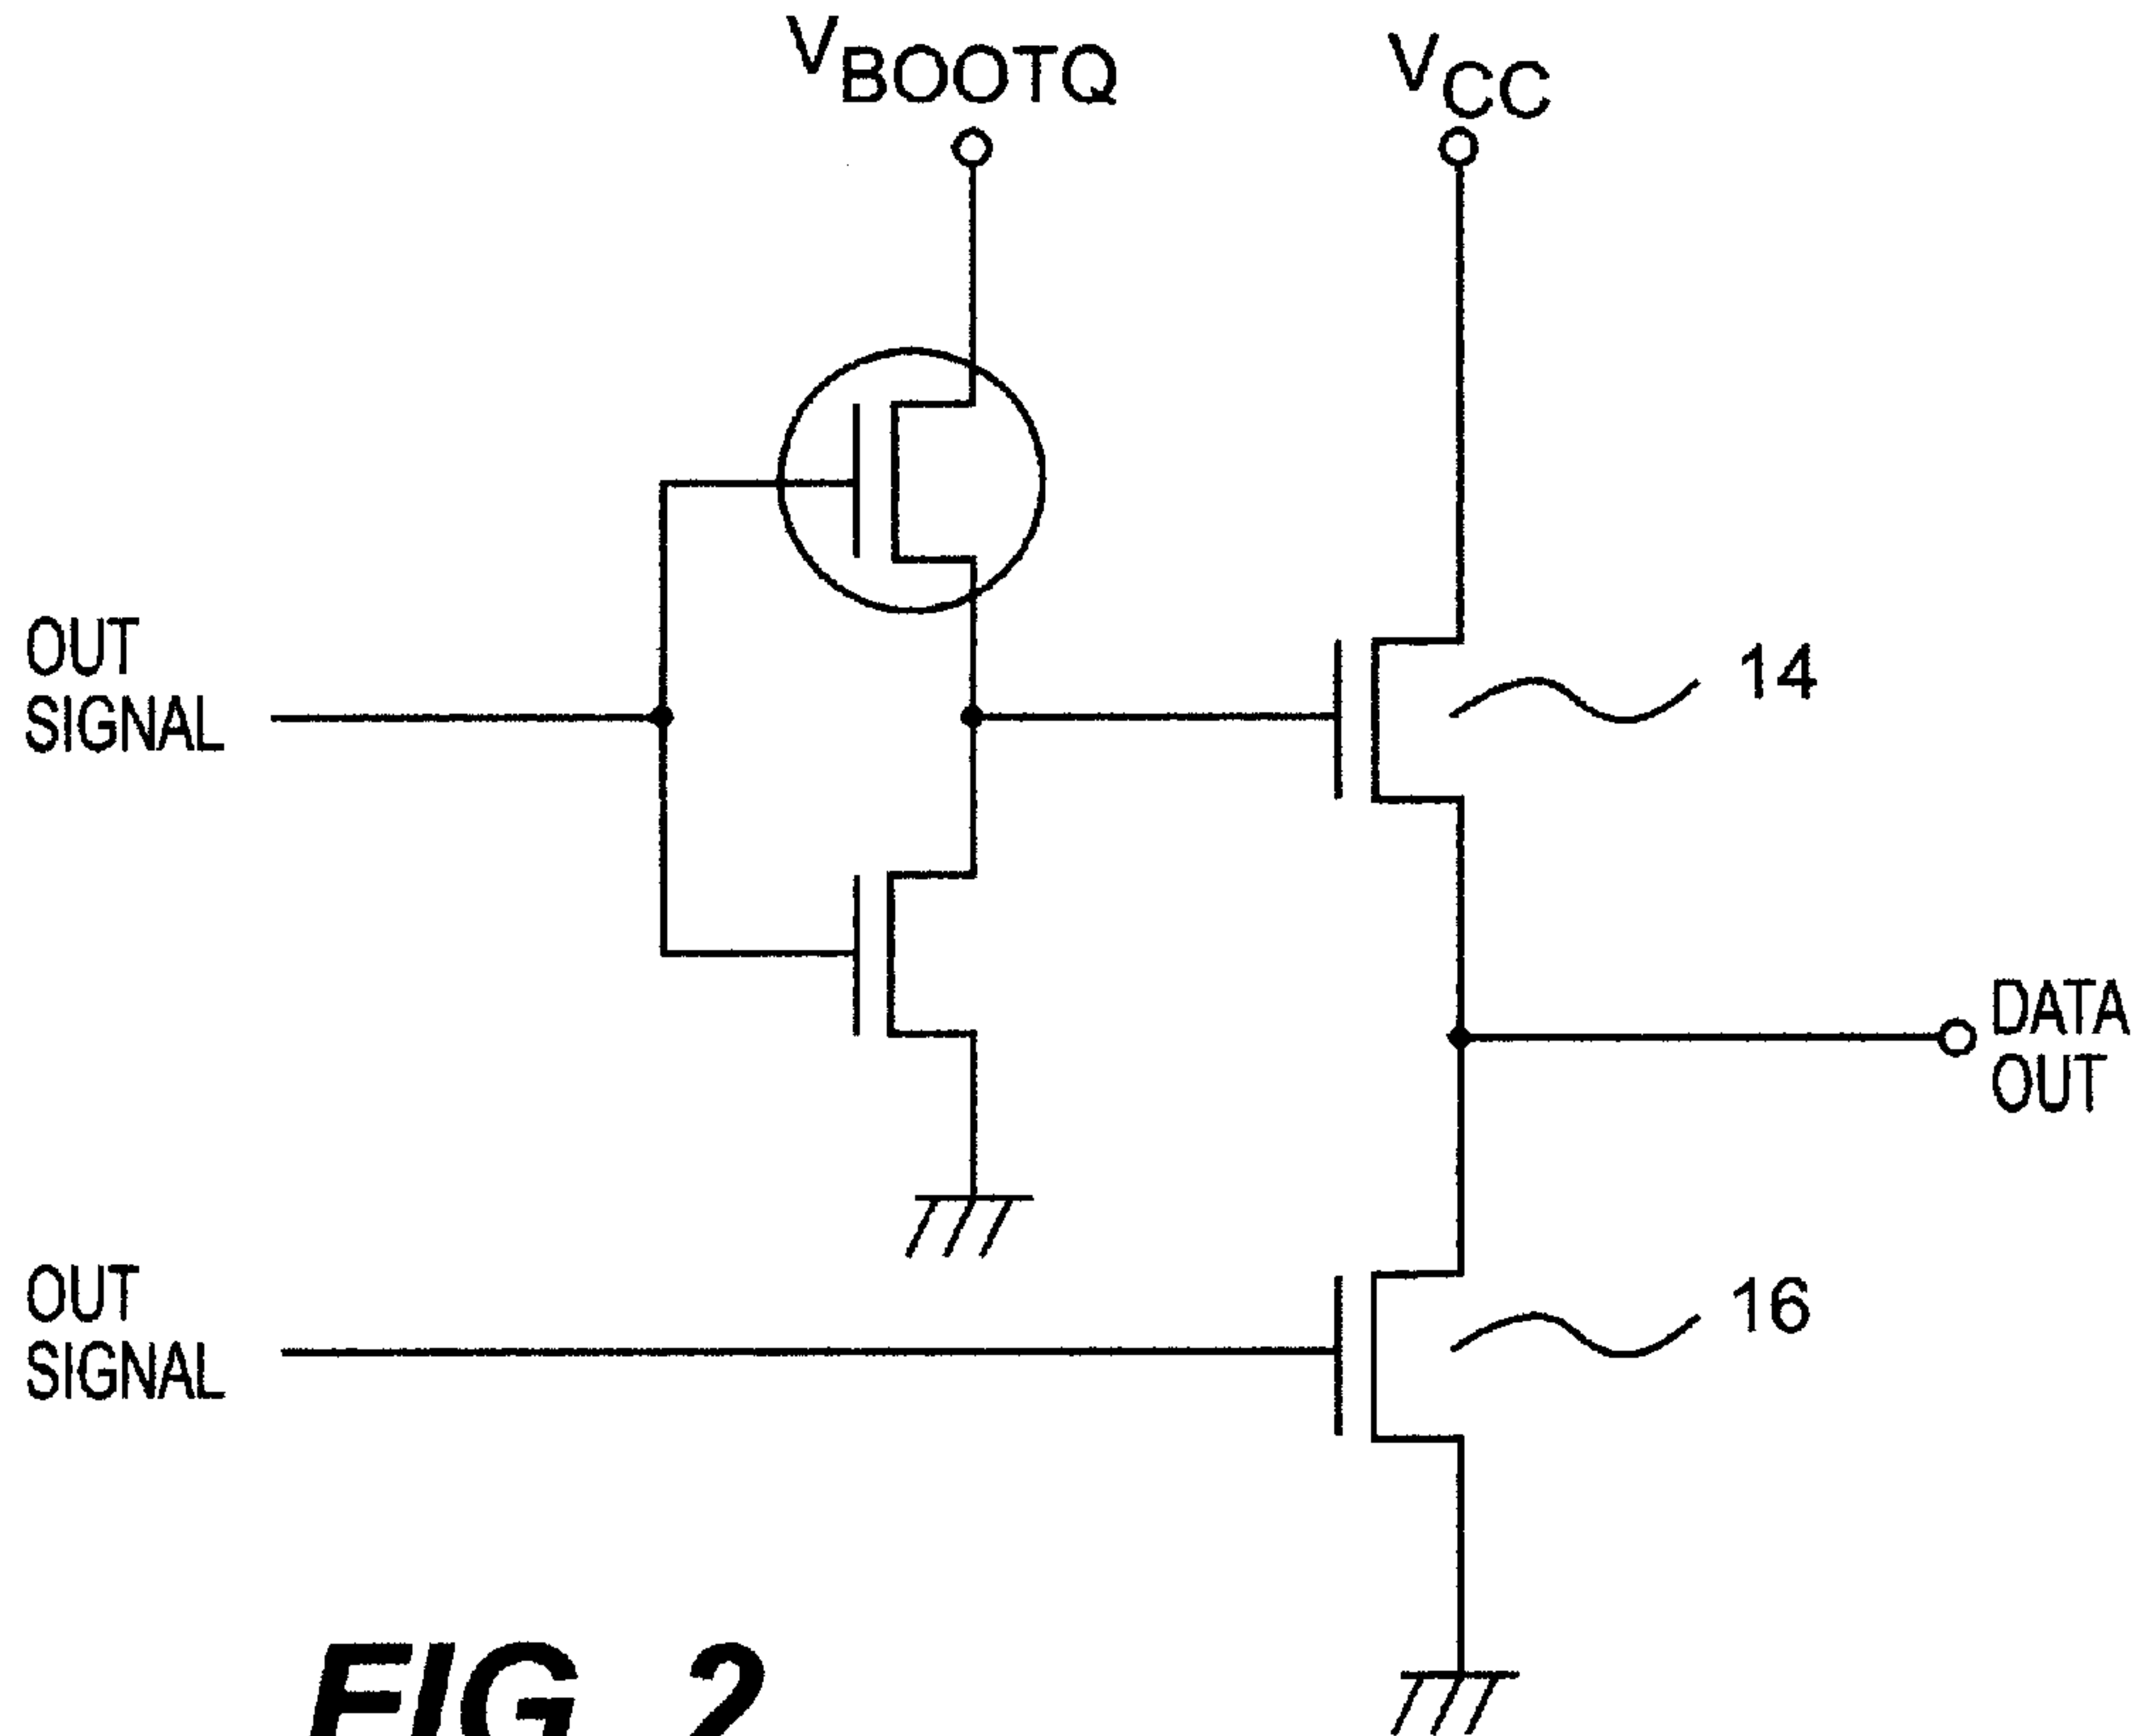 VBOOTQ
VCC
OUT
SIGNAL
14
DATA
OUT
OUT
SIGNAL
16
FIG. 2